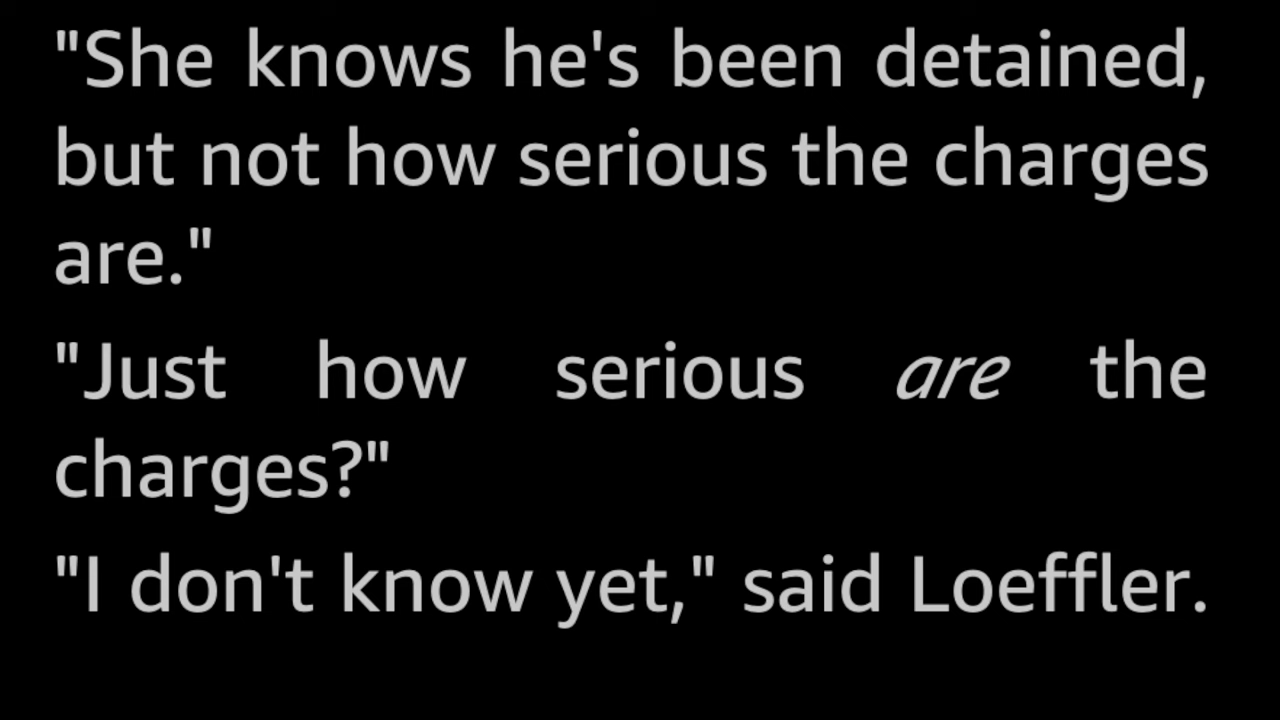 "She knows he's been detained,
but not how serious the charges
are."
"Just how serious are the
charges?"
"I don't know yet," said Loeffler.